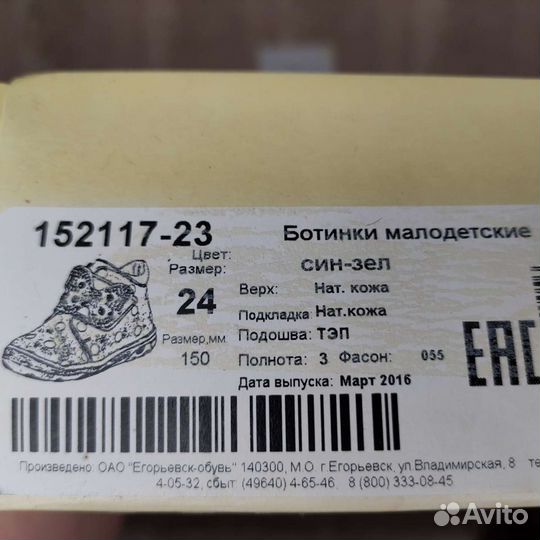 152117-23 Ботинки малодетские
Цвет: син-зел
Размер: 24
Верх: Нат. кожа
Подкладка: Нат.кожа
Размер,мм 150
Подошва: ТЭП
Полнота: 3 Фасон: 055
Дата выпуска: Март 2016
ЕАС
Произведено: ОАО "Егорьевск-обувь" 140300, М.О. г.Егорьевск, ул.Владимирская, 8
4-05-32, сбыт (49640) 4-65-46, 8 (800) 333-08-45
Avito